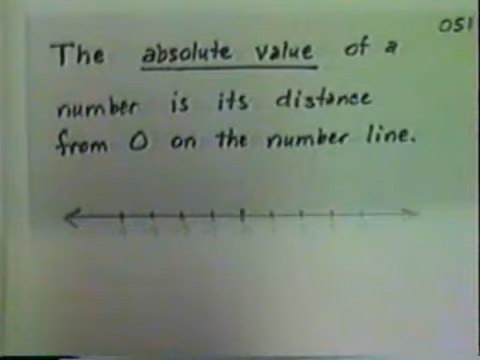 051
The absolute value of a
number is its distance
from 0 on the number line.